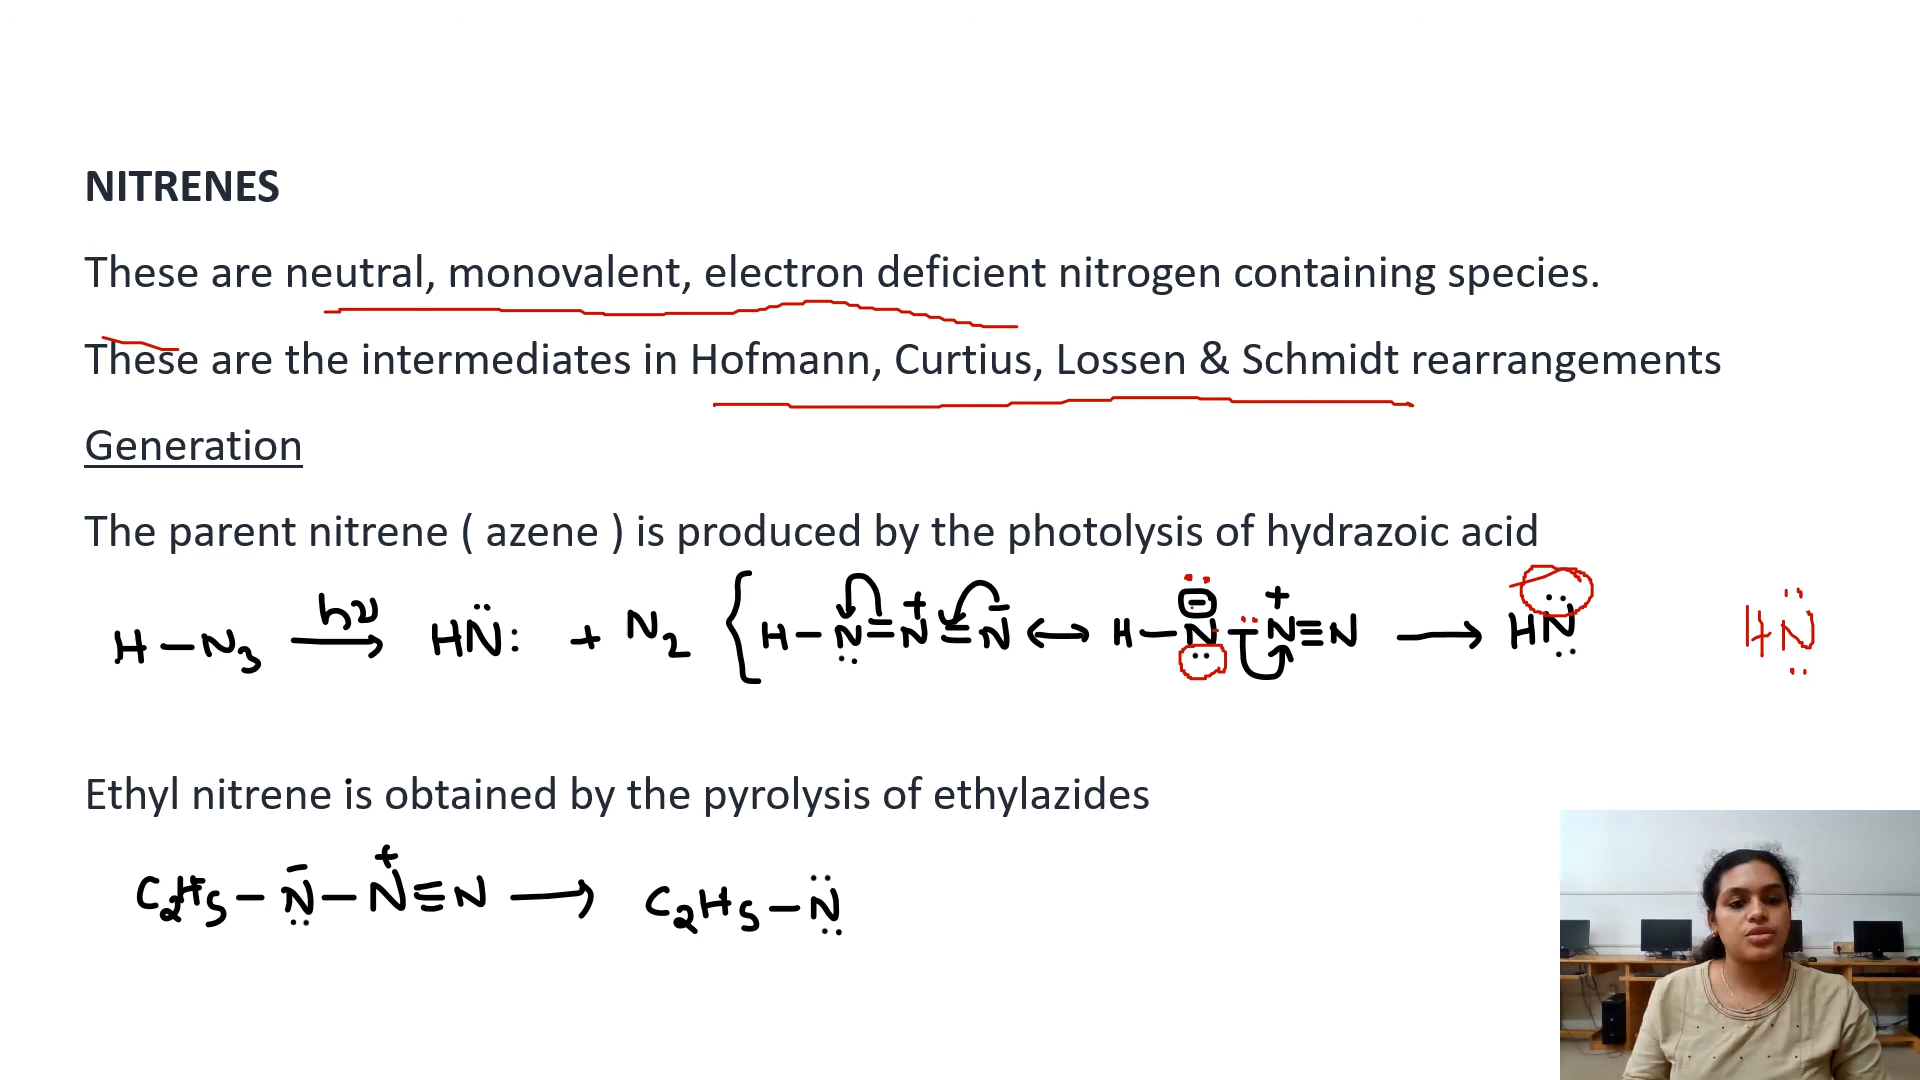 NITRENES
These are neutral, monovalent, electron deficient nitrogen containing species.
These are the intermediates in Hofmann, Curtius, Lossen & Schmidt rearrangements
Generation
The parent nitrene ( azene ) is produced by the photolysis of hydrazoic acid
H – N₃ —hν→ HN̈: + N₂ { H – N̈ = N⁺ = N⁻ ↔ H – N̈⊖ – N⁺ ≡ N → HN̈: HN̈:
Ethyl nitrene is obtained by the pyrolysis of ethylazides
C₂H₅ – N̈⁻ – N⁺ ≡ N → C₂H₅ – N̈: